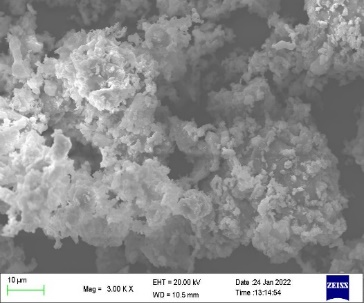 10 µm
Mag = 3.00 K X
EHT = 20.00 kV
WD = 10.5 mm
Date :24 Jan 2022
Time :13:14:54
ZEISS